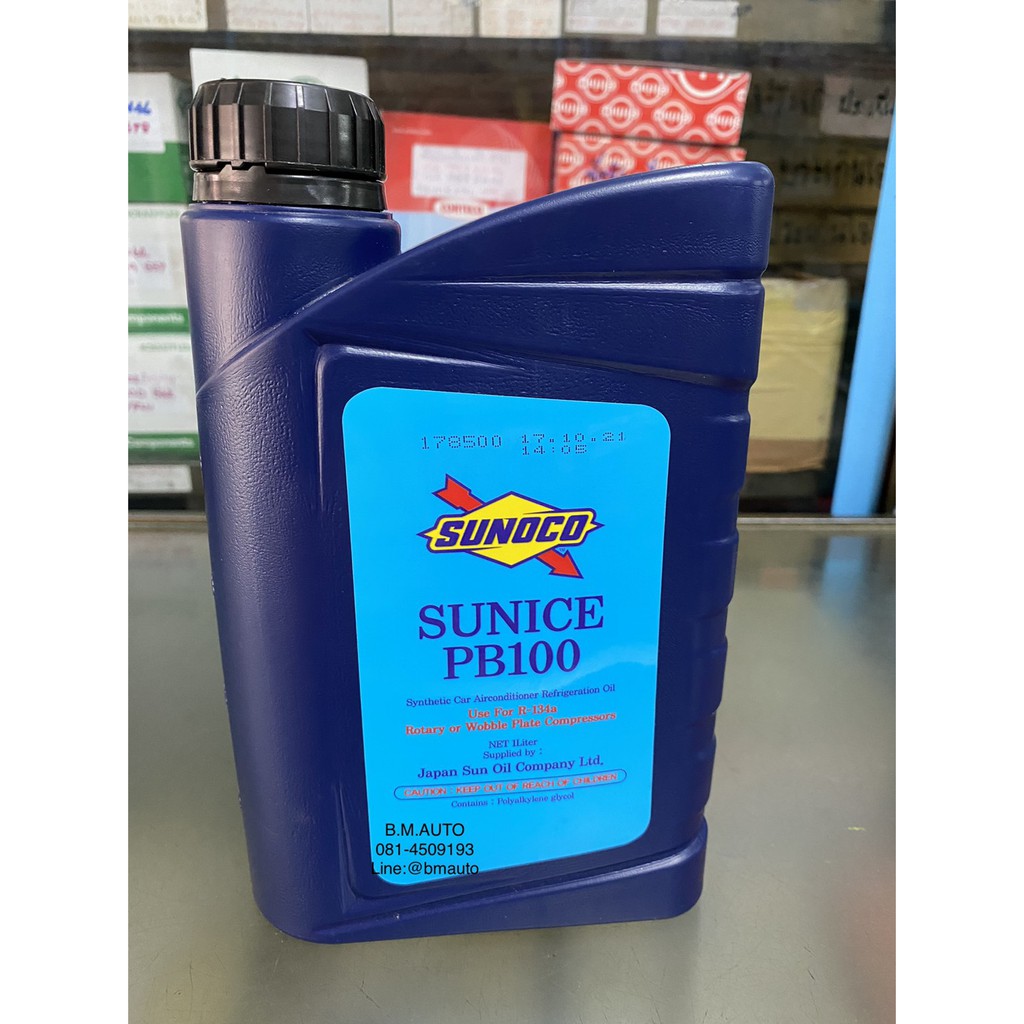 178500 17.10.21
14:05
SUNOCO
SUNICE
PB100
Synthetic Car Airconditioner Refrigeration Oil
Use For R-134a
Rotary or Wobble Plate Compressors
NET 1Liter
Supplied by :
Japan Sun Oil Company Ltd.
CAUTION : KEEP OUT OF REACH OF CHILDREN
Contains : Polyalkylene glycol
B.M.AUTO
081-4509193
Line:@bmauto